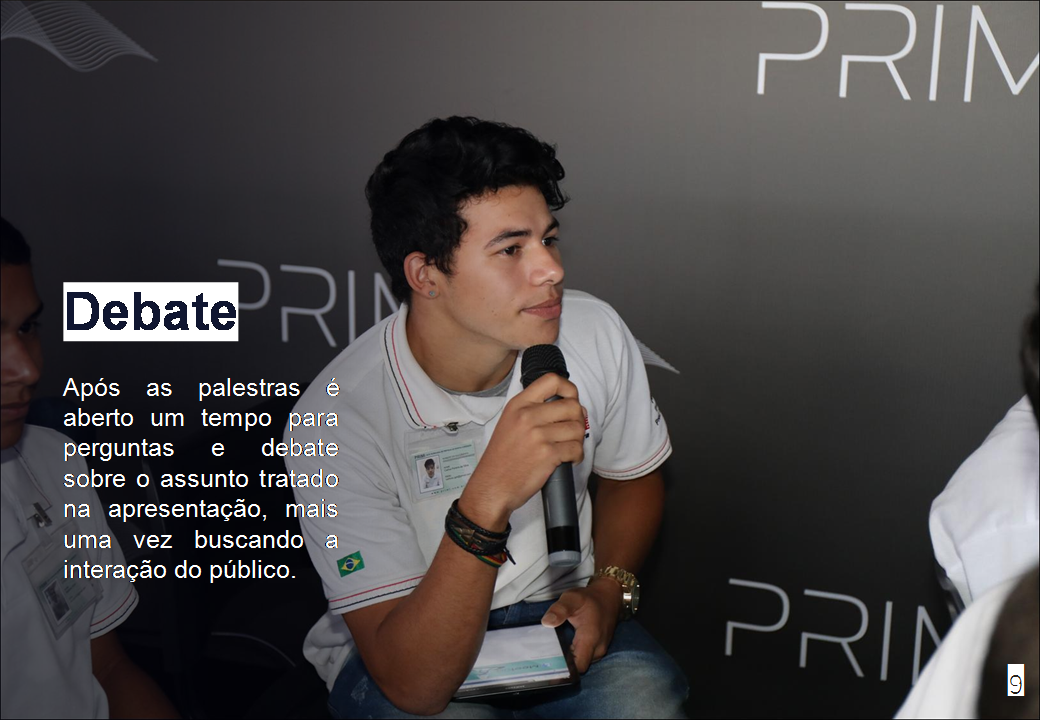 PRIM
PRIM
Debate
Após as palestras é
aberto um tempo para
perguntas e debate
sobre o assunto tratado
na apresentação, mais
uma vez buscando a
interação do público.
PRIM
9